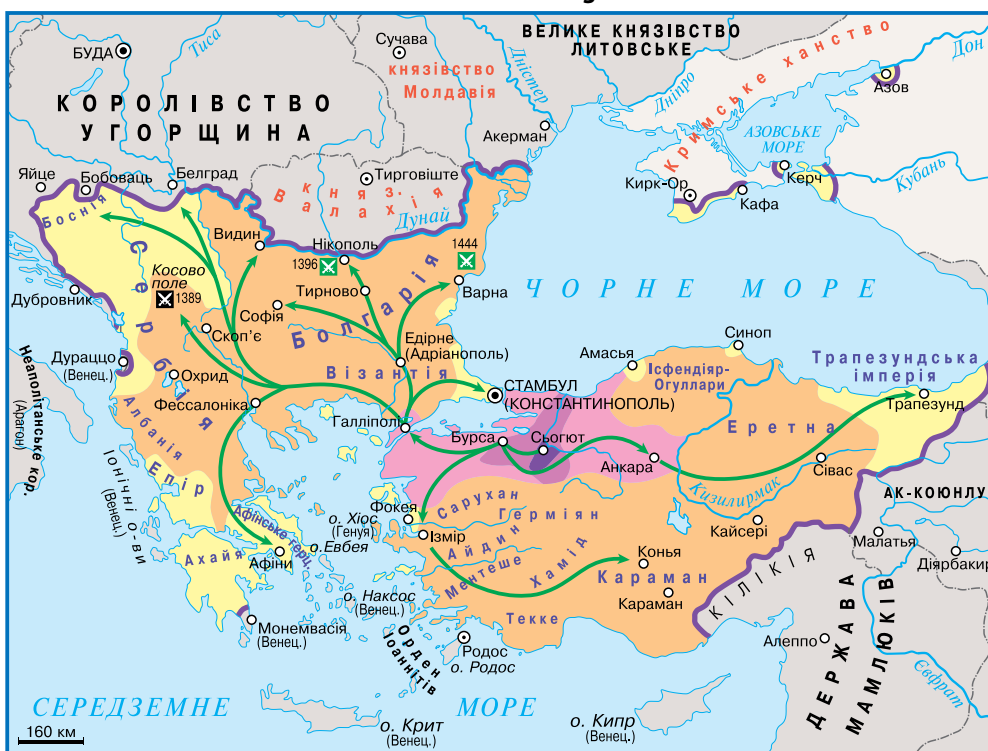 БУДА
Тиса
Сучава
КНЯЗІВСТВО
Молдавія
Дністер
ВЕЛИКЕ КНЯЗІВСТВО
ЛИТОВСЬКЕ
Дніпро
Кримське ханство
Дон
Азов
КОРОЛІВСТВО
УГОРЩИНА
Акерман
АЗОВСЬКЕ
МОРЕ
Яйце
Бобоваць
Белград
Тирговіште
княз.
Валахія
Дунай
Кирк-Ор
Кафа
Керч
Кубань
Боснія
Сербія
Видин
Нікополь
1396
1444
Косово
поле
1389
Дубровник
Тирново
Варна
ЧОРНЕ МОРЕ
Софія
Болгарія
Скоп'є
Дураццо
(Венец.)
Неаполітанське кор.
(Арагон)
Охрид
Едірне
(Адріанополь)
Візантія
Амасья
Синоп
Ісфендіяр-
Огуллари
Трапезундська
імперія
Трапезунд
СТАМБУЛ
(КОНСТАНТИНОПОЛЬ)
Албанія
Фессалоніка
Галліполі
Бурса
Сьогют
Анкара
Еретна
Сівас
Епір
Іонічні о-ви
(Венец.)
Кизилирмак
АК-КОЮНЛУ
Фокея
о. Хіос
(Генуя)
Ізмір
Сарухан
Герміян
Кайсері
Малатья
Діярбакир
Афінське герц.
о.Евбея
Ахайя
Афіни
Айдин
Ментеше
Хамід
Конья
Караман
Караман
КІЛІКІЯ
о. Наксос
(Венец.)
Монемвасія
(Венец.)
Текке
Орден
Іоаннітів
Родос
о. Родос
Алеппо
ДЕРЖАВА
МАМЛЮКІВ
Євфрат
СЕРЕДЗЕМНЕ МОРЕ
о. Крит
(Венец.)
о. Кипр
(Венец.)
160 км